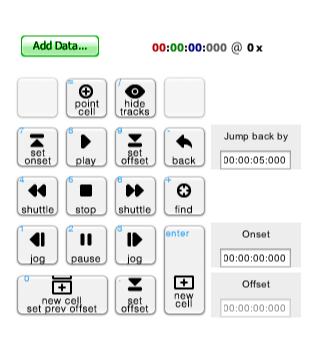 Add Data...
00:00:00:000 @ 0 x
= point cell
/ hide tracks
7 set onset
8 play
9 set offset
- back
Jump back by
00:00:05:000
4 shuttle
5 stop
6 shuttle
+ find
1 jog
2 pause
3 jog
enter new cell
Onset
00:00:00:000
0 new cell set prev offset
. set offset
Offset
00:00:00:000